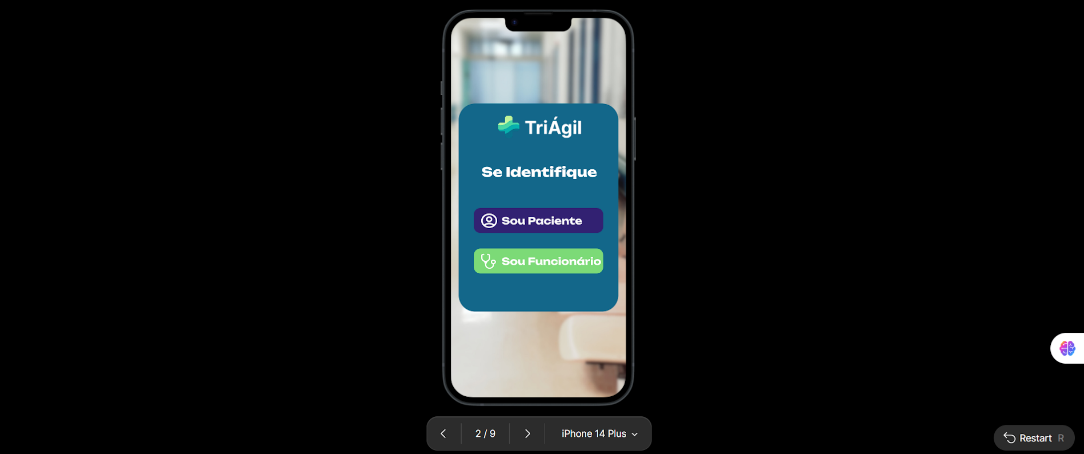 TriÁgil
Se Identifique
Sou Paciente
Sou Funcionário
2 / 9
iPhone 14 Plus
Restart R